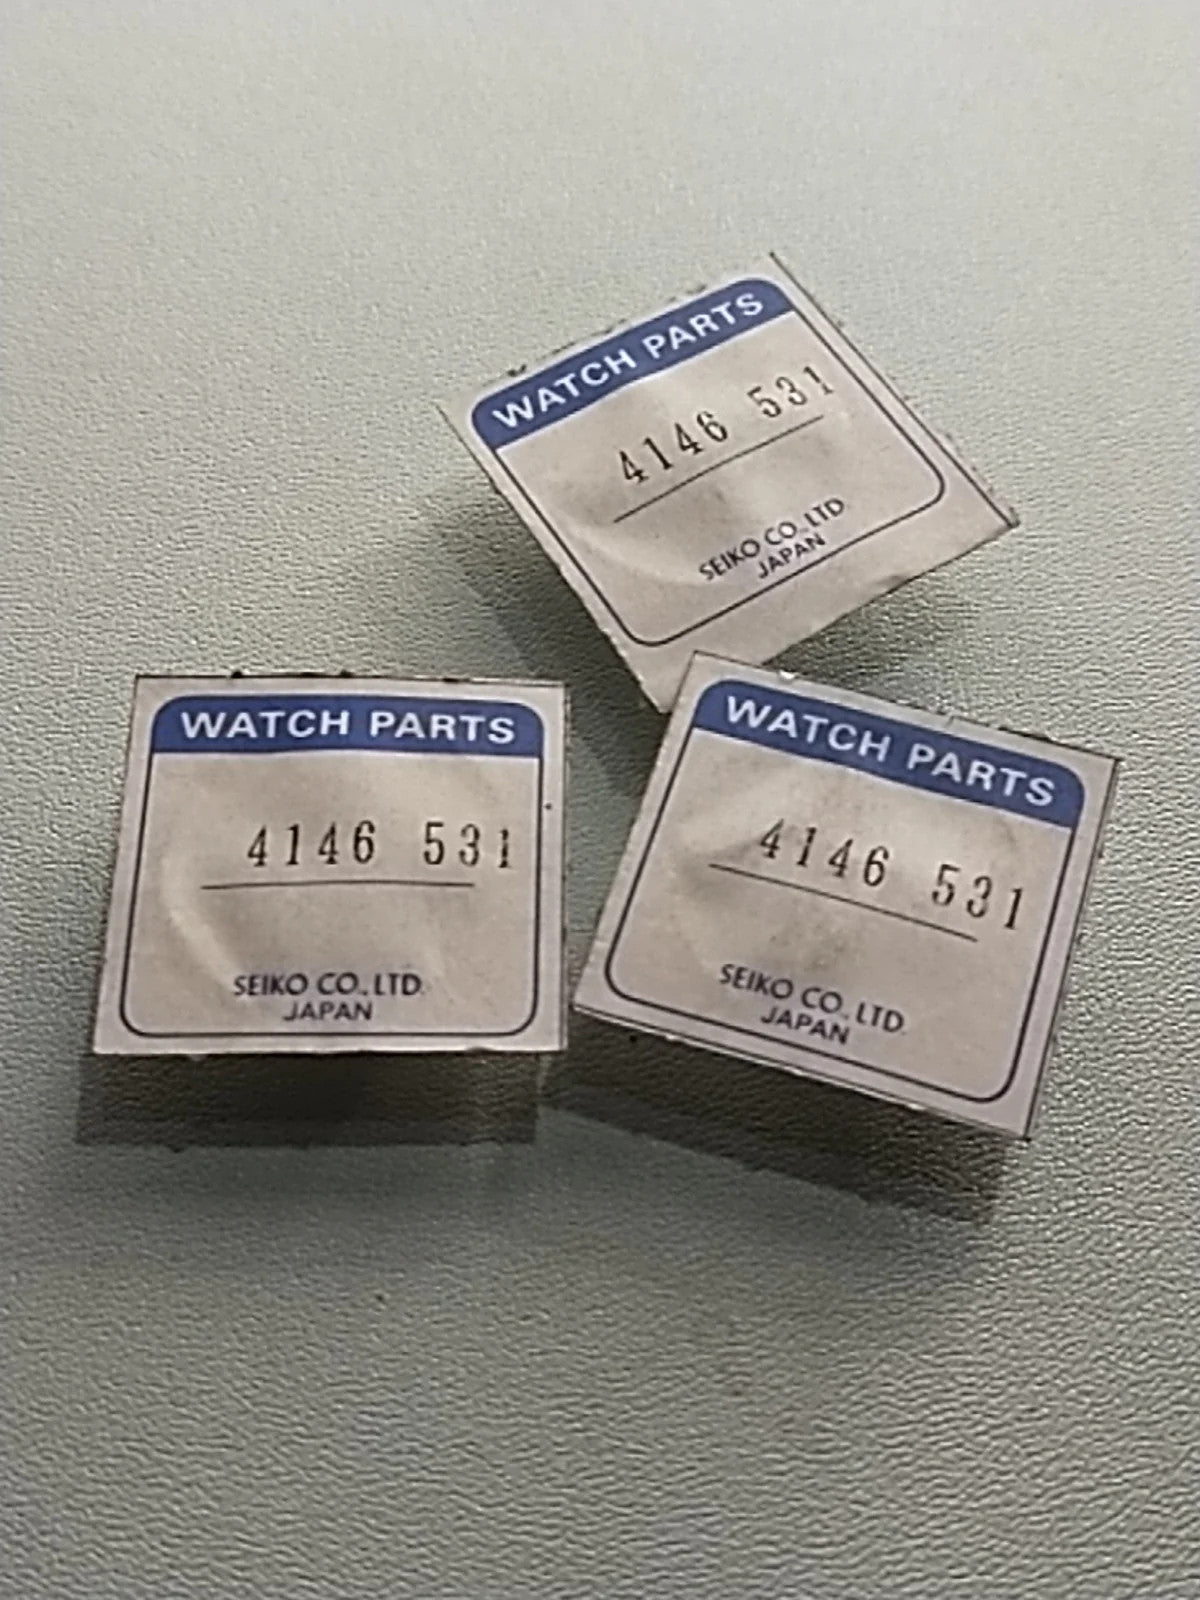 WATCH PARTS
4146 531
SEIKO CO., LTD
JAPAN
WATCH PARTS
4146 531
SEIKO CO., LTD.
JAPAN
WATCH PARTS
4146 531
SEIKO CO., LTD.
JAPAN